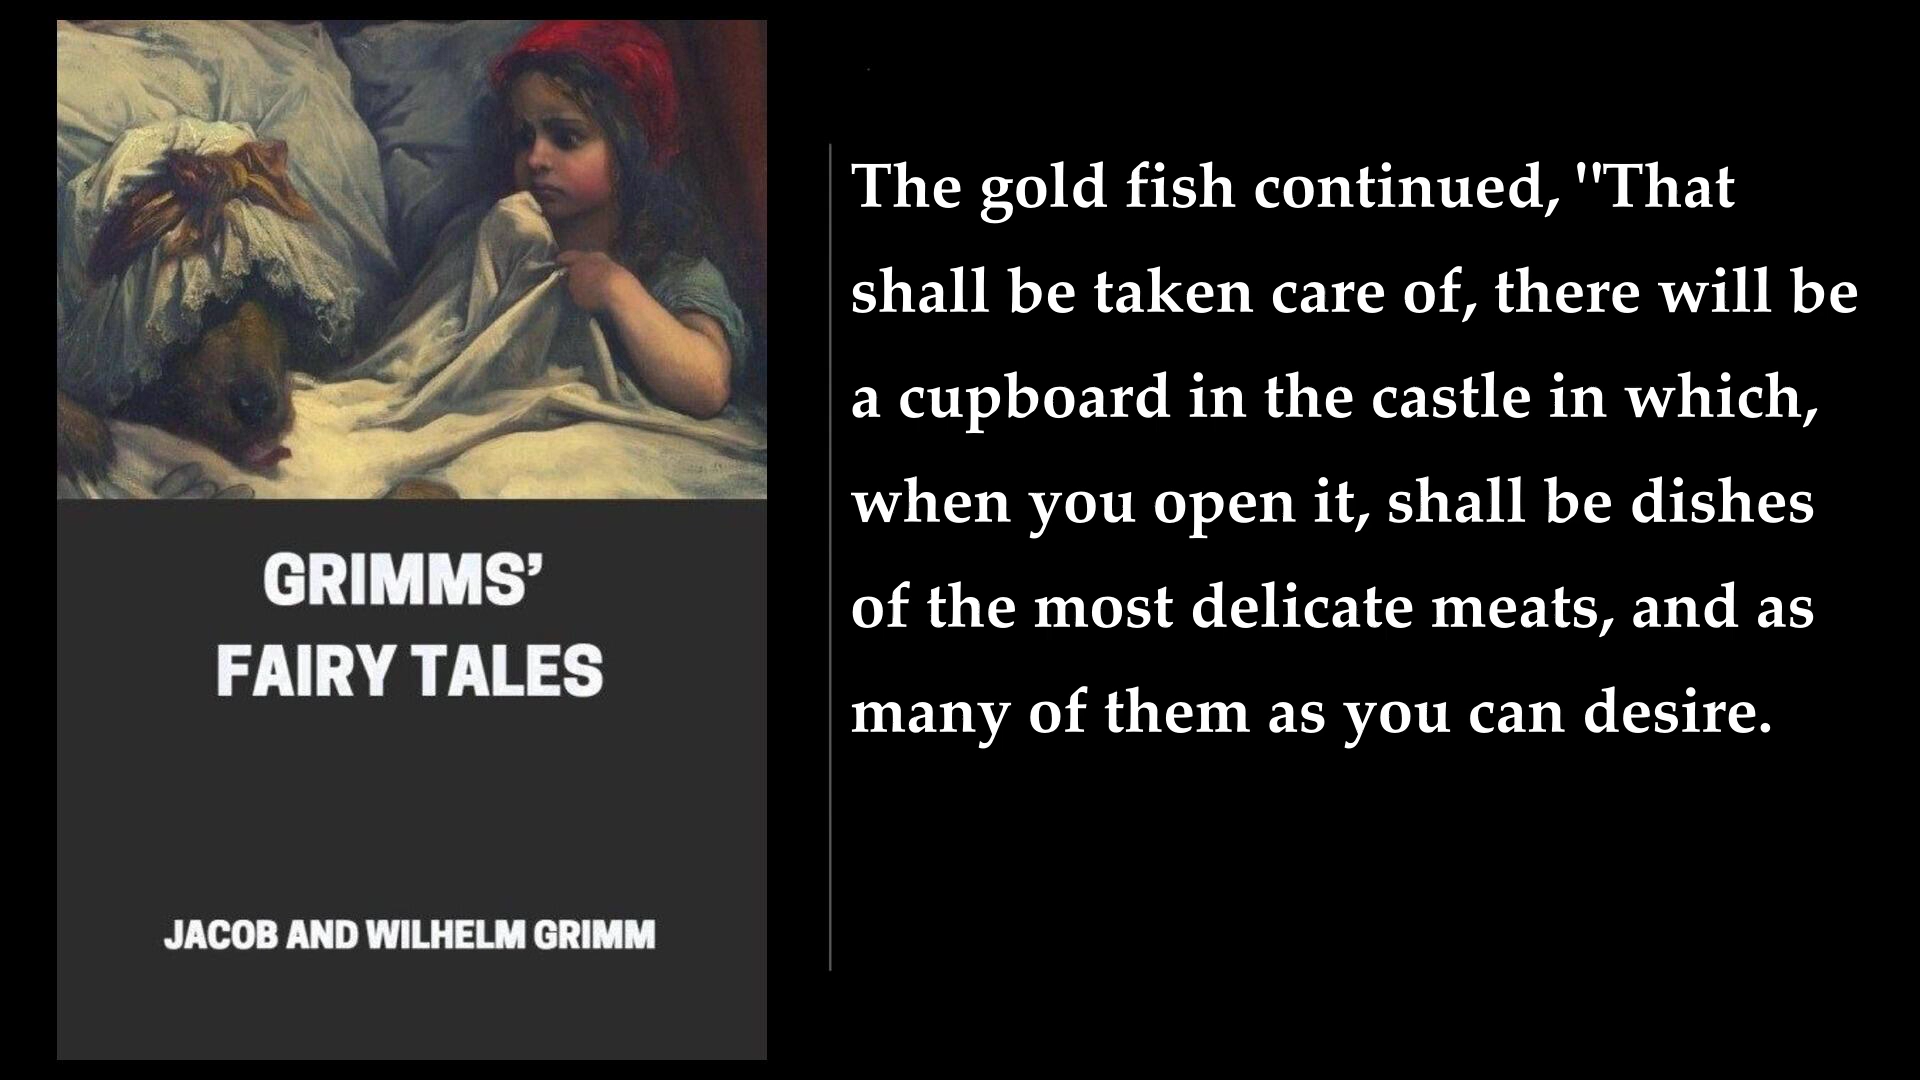 GRIMMS’
FAIRY TALES
JACOB AND WILHELM GRIMM
The gold fish continued, "That
shall be taken care of, there will be
a cupboard in the castle in which,
when you open it, shall be dishes
of the most delicate meats, and as
many of them as you can desire.